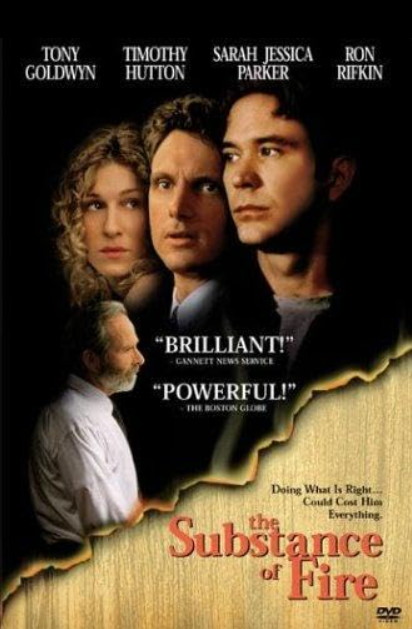 TONY TIMOTHY SARAH JESSICA RON
GOLDWYN HUTTON PARKER RIFKIN
"BRILLIANT!"
- GANNETT NEWS SERVICE
"POWERFUL!"
- THE BOSTON GLOBE
Doing What Is Right...
Could Cost Him
Everything.
the
Substance
of Fire
DVD
VIDEO